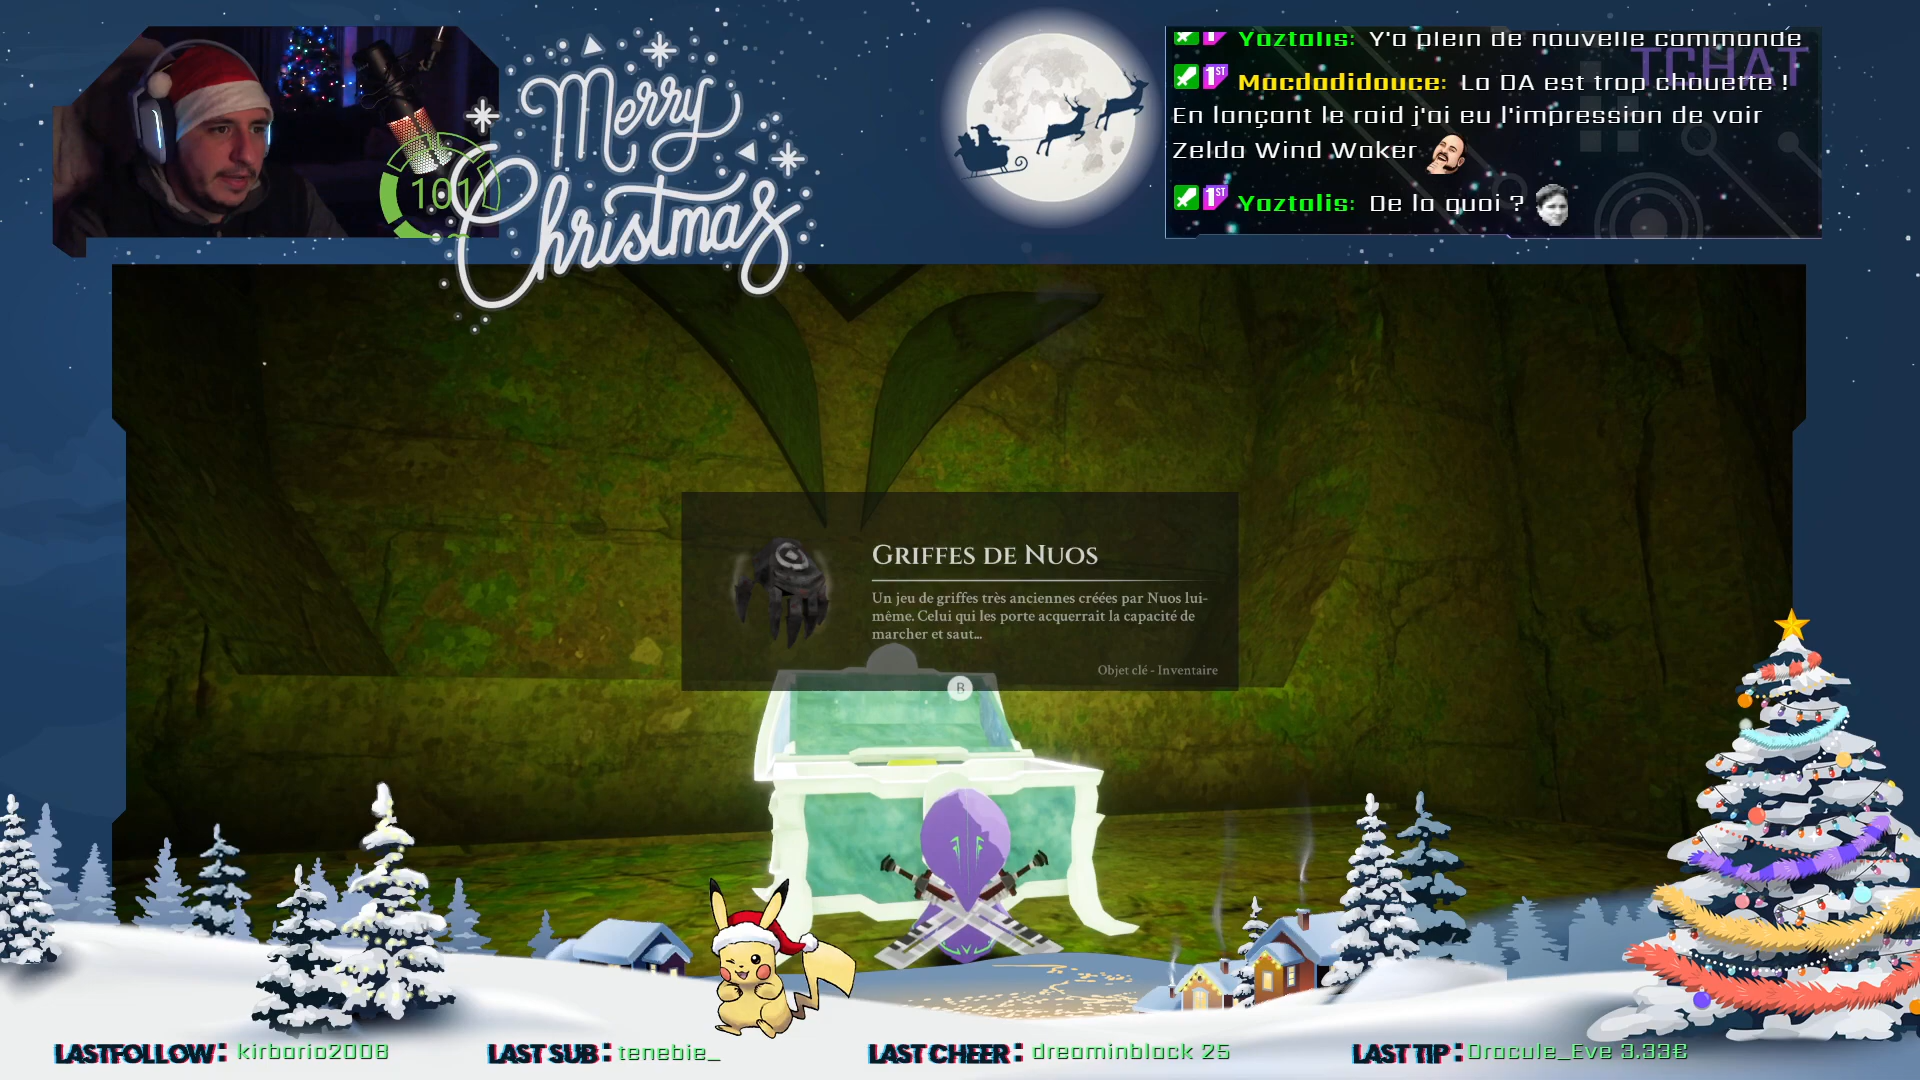 Merry
Christmas
101
TCHAT
Yaztalis: Y'a plein de nouvelle commande
1ST Macdadidouce: La DA est trop chouette !
En lançant le raid j'ai eu l'impression de voir
Zelda Wind Waker
1ST Yaztalis: De la quoi ?
Griffes de Nuos
Un jeu de griffes très anciennes créées par Nuos lui-
même. Celui qui les porte acquerrait la capacité de
marcher et saut...
Objet clé - Inventaire
B
LAST FOLLOW : kirbario2008
LAST SUB : tenebie_
LAST CHEER : dreaminblack 25
LAST TIP : Dracule_Eve 3.33€